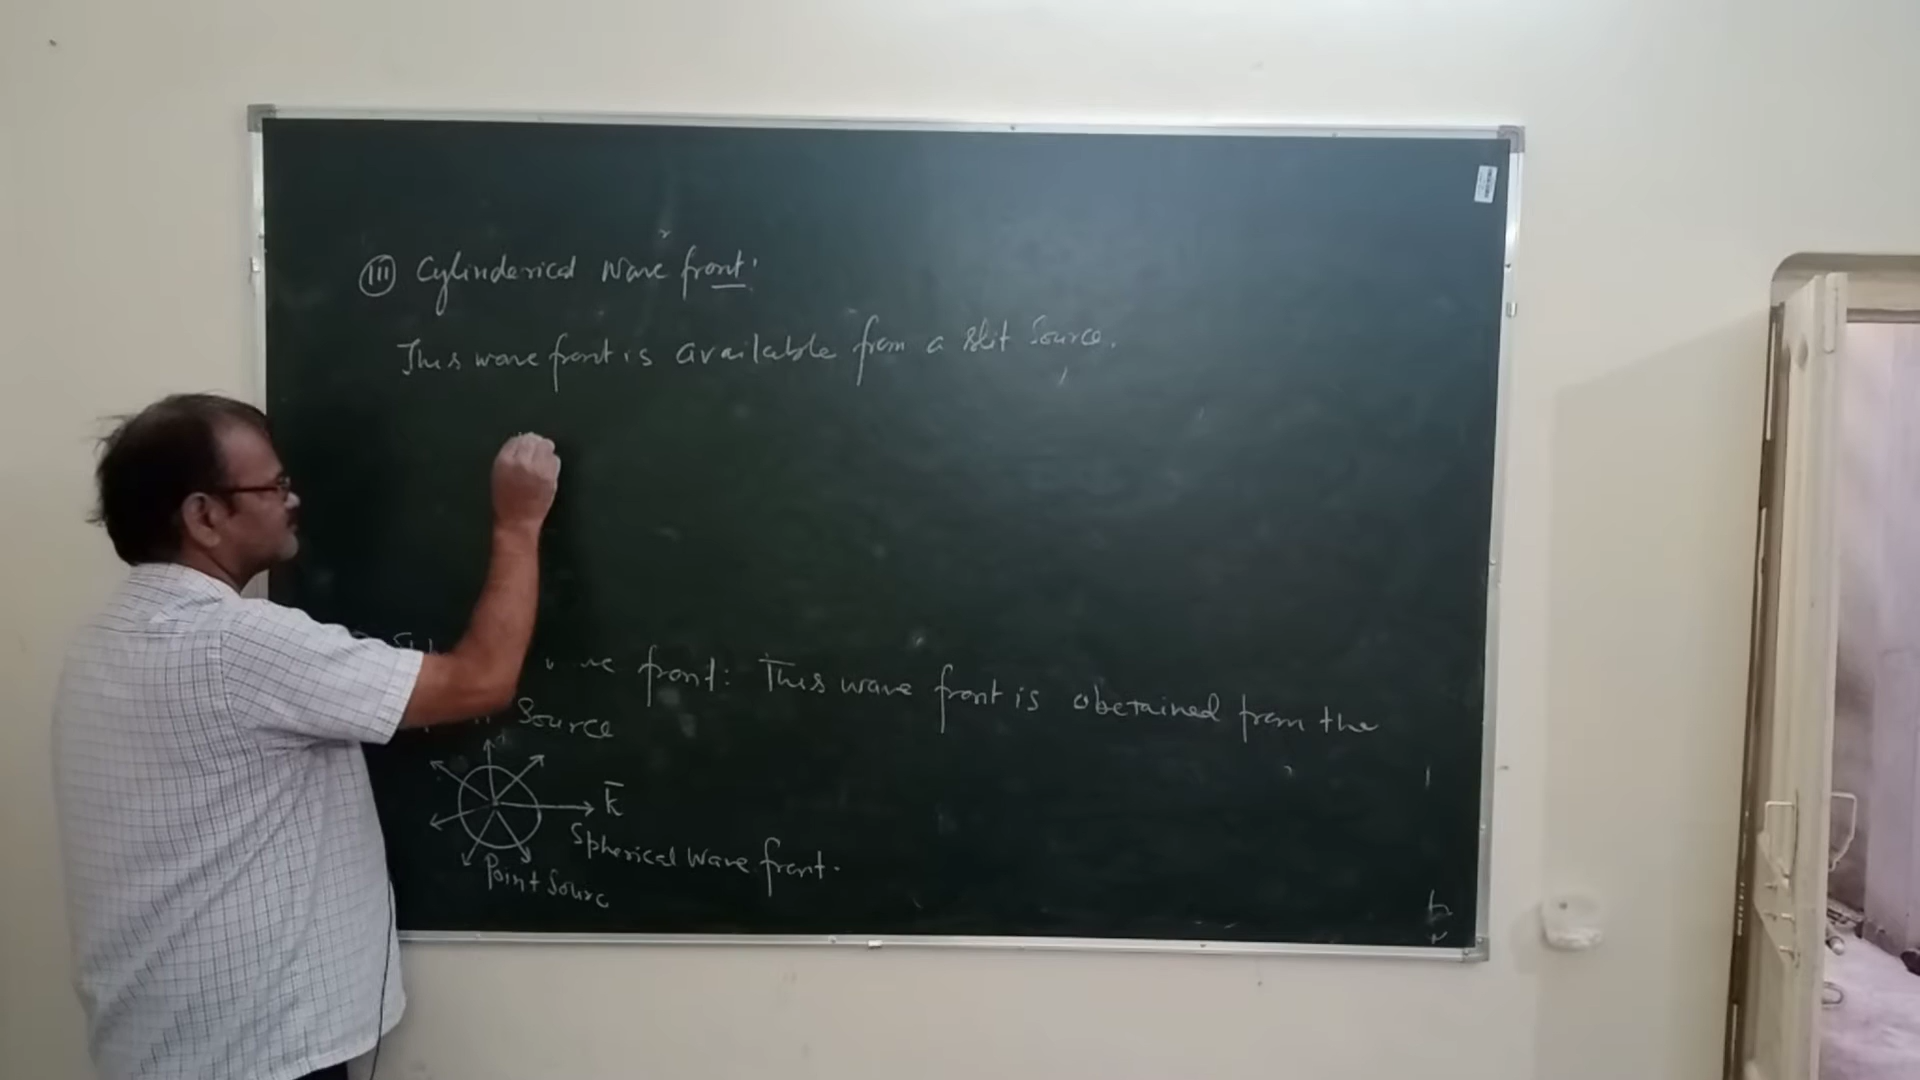 (III) Cylinderical wave front:
This wave front is available from a slit source.
front: This wave front is obetained from the
Source
k̄
Spherical wave front.
Point Sourc